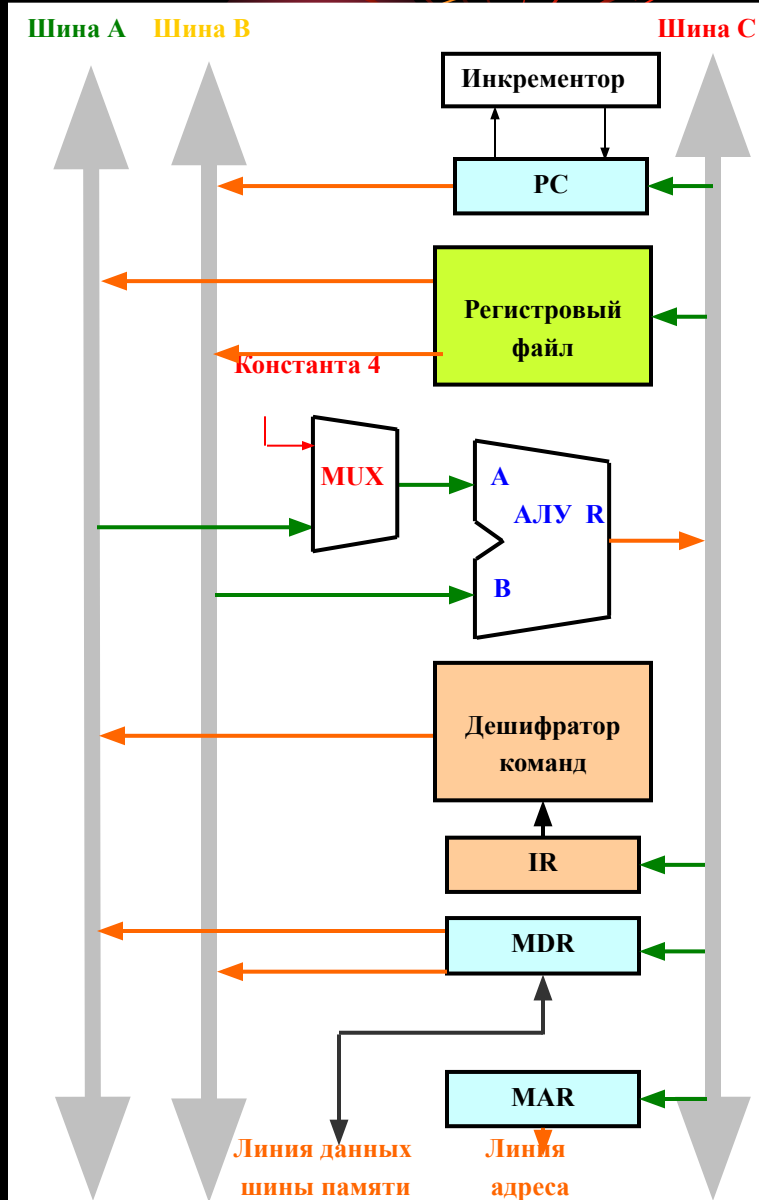 Шина А
Шина В
Шина С
Инкрементор
PC
Регистровый
файл
Константа 4
MUX
A
АЛУ R
B
Дешифратор
команд
IR
MDR
MAR
Линия данных
шины памяти
Линия
адреса